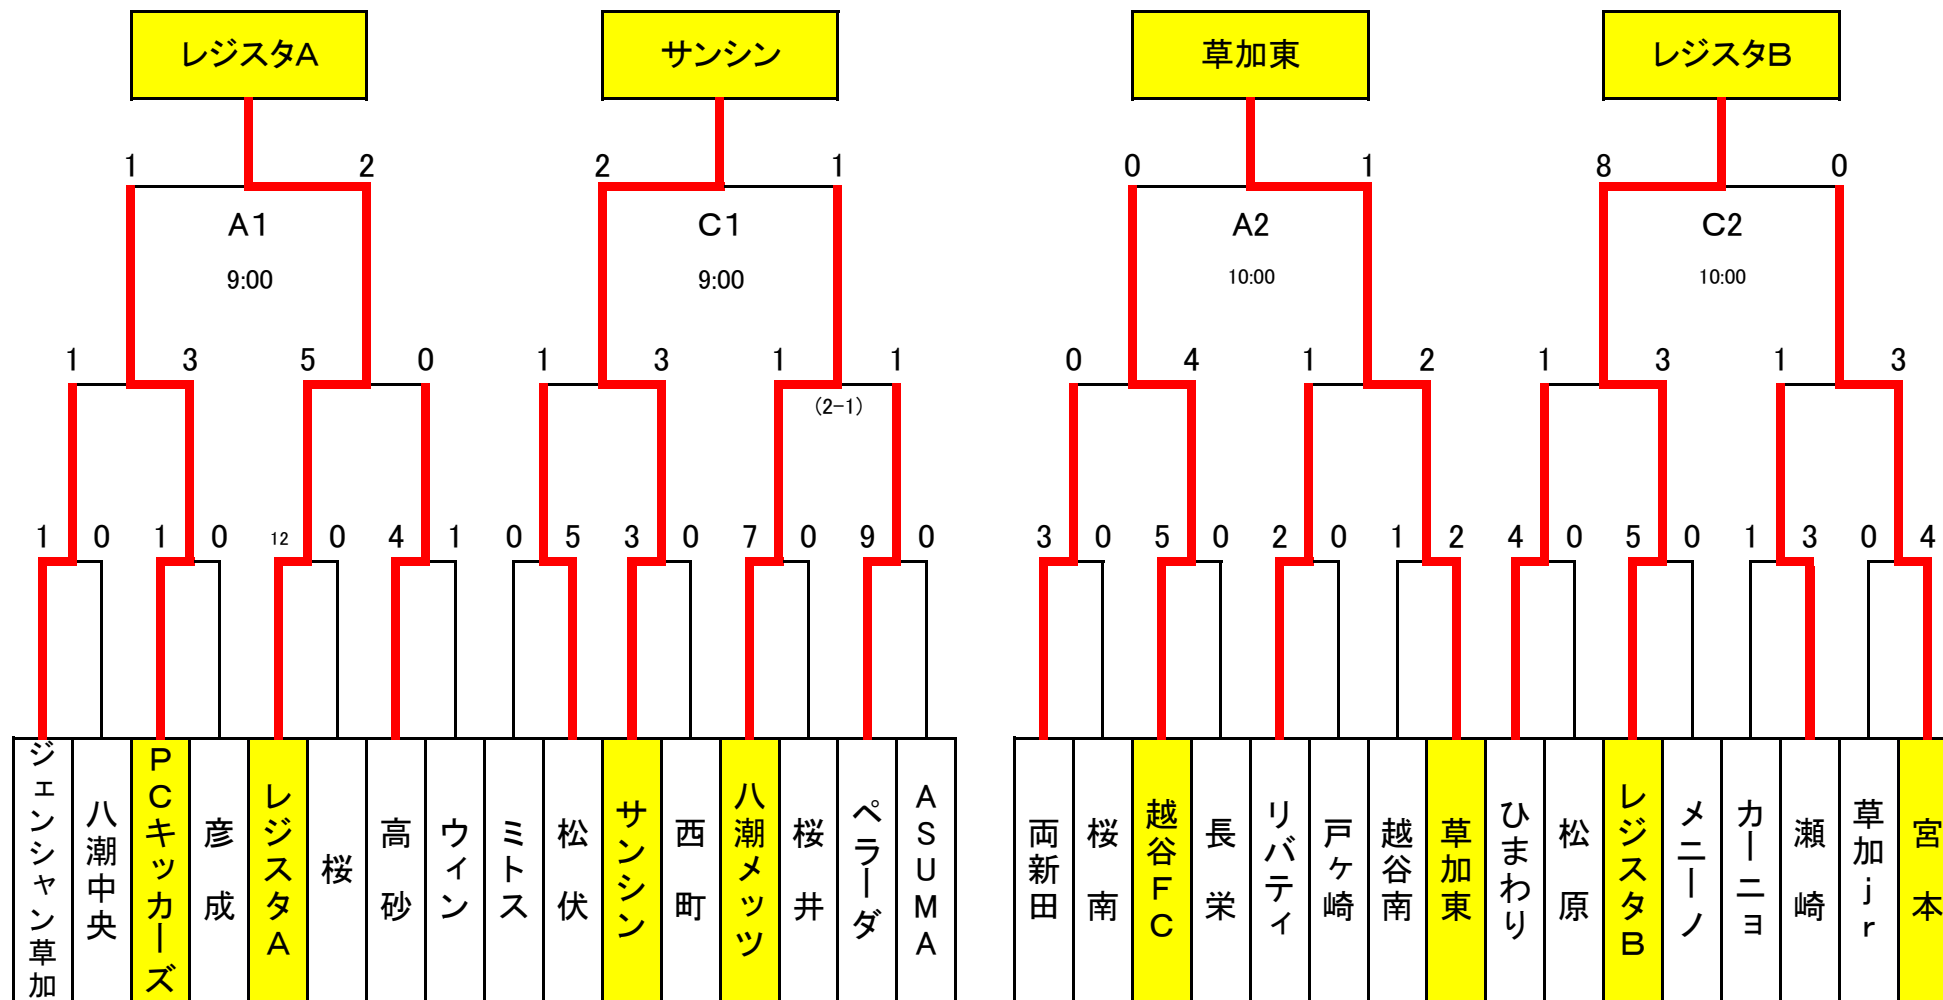 レジスタA サンシン 草加東 レジスタB
1 2 2 1 0 1 8 0
A1 C1 A2 C2
9:00 9:00 10:00 10:00
1 3 5 0 1 3 1 1 0 4 1 2 1 3 1 3
(2-1)
1 0 1 0 12 0 4 1 0 5 3 0 7 0 9 0 3 0 5 0 2 0 1 2 4 0 5 0 1 3 0 4
ジェンシャン草加
八潮中央
PCキッカーズ
彦成
レジスタA
桜
高砂
ウィン
ミトス
松伏
サンシン
西町
八潮メッツ
桜井
ペラーダ
ASUMA
両新田
桜南
越谷FC
長栄
リバティ
戸ヶ崎
越谷南
草加東
ひまわり
松原
レジスタB
メニーノ
カーニョ
瀬崎
草加jr
宮本